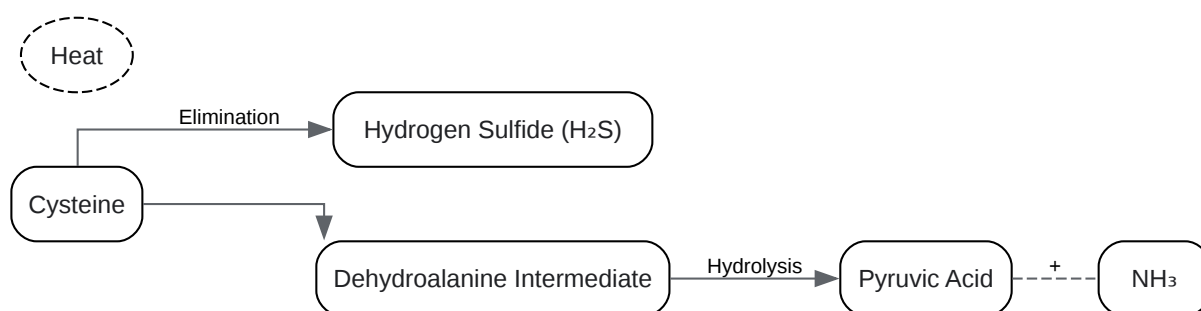 Heat
Elimination
Hydrogen Sulfide (H₂S)
Cysteine
Dehydroalanine Intermediate
Hydrolysis
Pyruvic Acid
+
NH₃